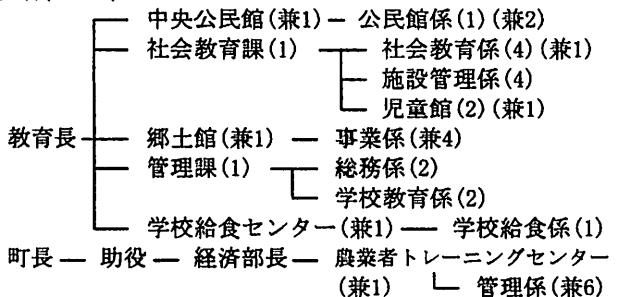 中央公民館(兼1) 公民館係(1)(兼2)
社会教育課(1) 社会教育係(4)(兼1)
施設管理係(4)
児童館(2)(兼1)
教育長 郷土館(兼1) 事業係(兼4)
管理課(1) 総務係(2)
学校教育係(2)
学校給食センター(兼1) 学校給食係(1)
町長 助役 経済部長 農業者トレーニングセンター
(兼1) 管理係(兼6)